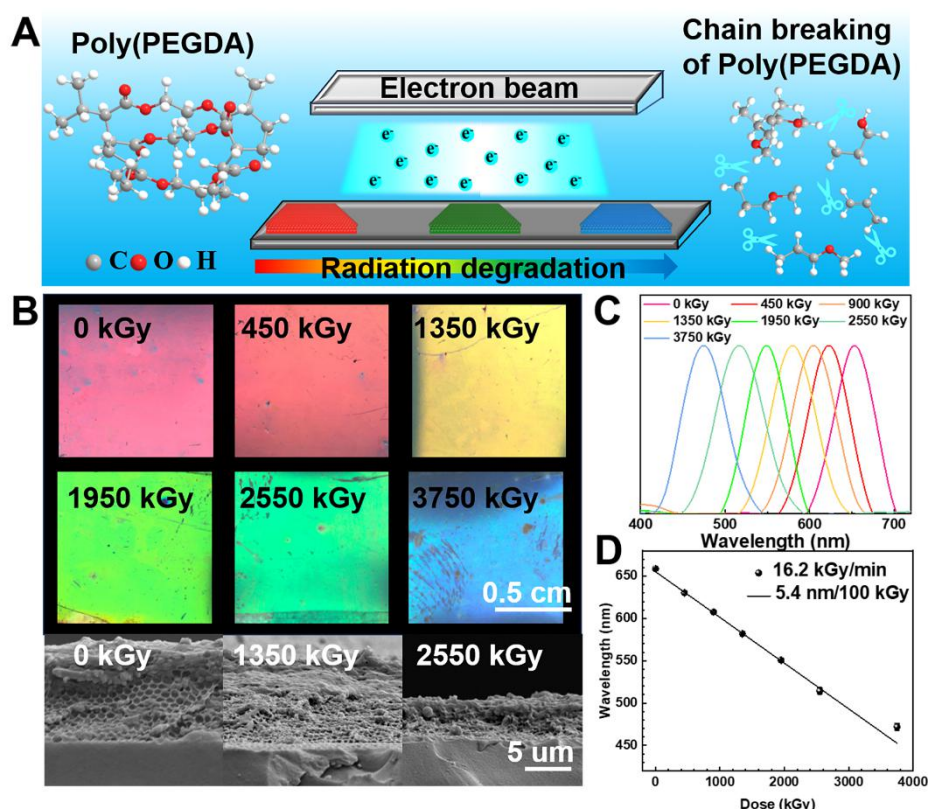 A
Poly(PEGDA)
Chain breaking
of Poly(PEGDA)
Electron beam
e⁻ e⁻ e⁻ e⁻
e⁻ e⁻ e⁻ e⁻
e⁻ e⁻ e⁻ e⁻ e⁻
C O H
Radiation degradation
B
0 kGy
450 kGy
1350 kGy
1950 kGy
2550 kGy
3750 kGy
0.5 cm
0 kGy
1350 kGy
2550 kGy
5 um
C
0 kGy 450 kGy 900 kGy
1350 kGy 1950 kGy 2550 kGy
3750 kGy
400 500 600 700
Wavelength (nm)
D
16.2 kGy/min
5.4 nm/100 kGy
Wavelength (nm)
650
600
550
500
450
0 1000 2000 3000 4000
Dose (kGy)